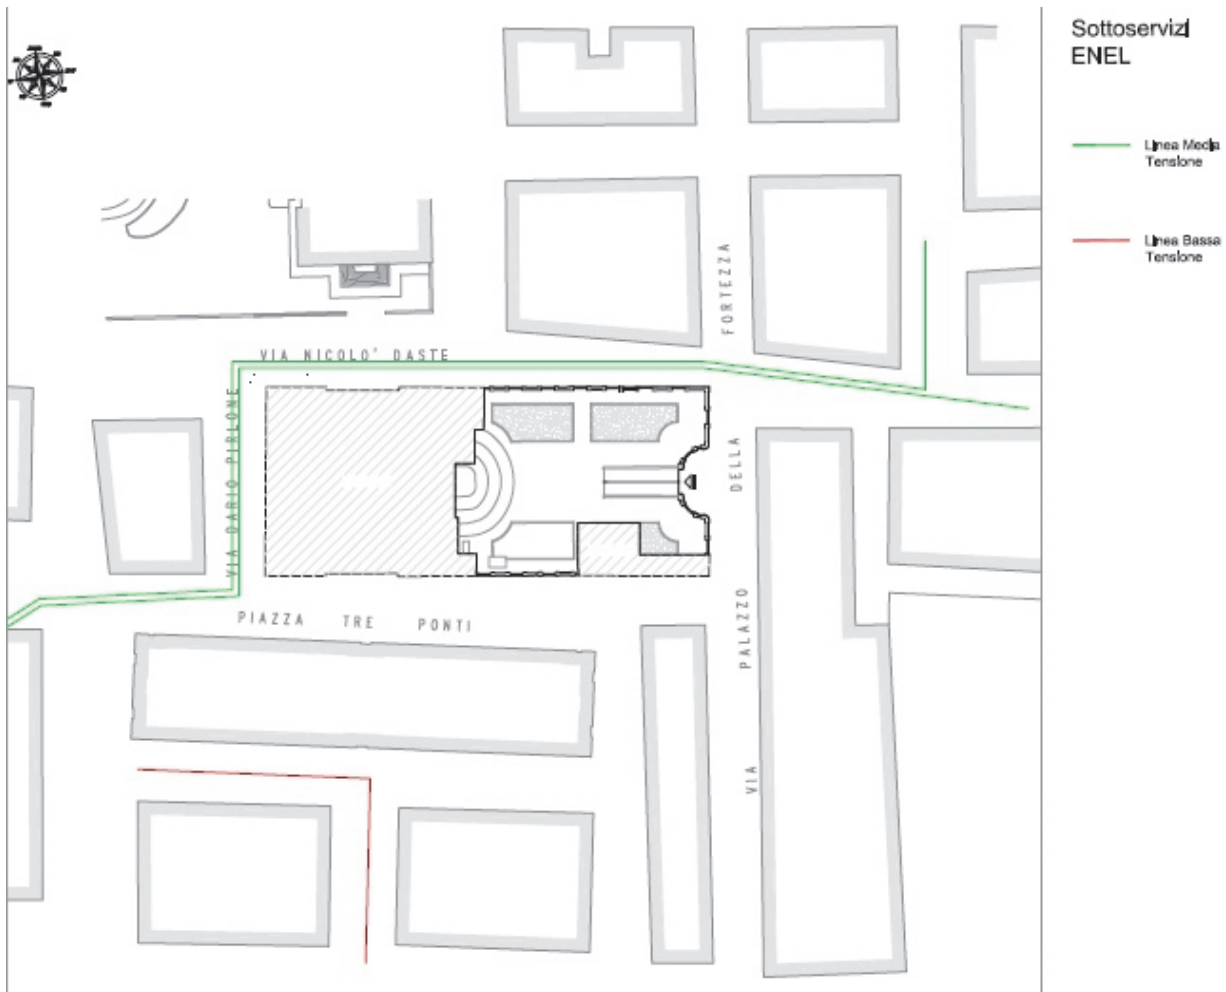 Sottoservizi
ENEL
Linea Media
Tensione
Linea Bassa
Tensione
VIA NICOLO' DASTE
VIA DARIO PIRLONE
PIAZZA TRE PONTI
VIA PALAZZO DELLA FORTEZZA